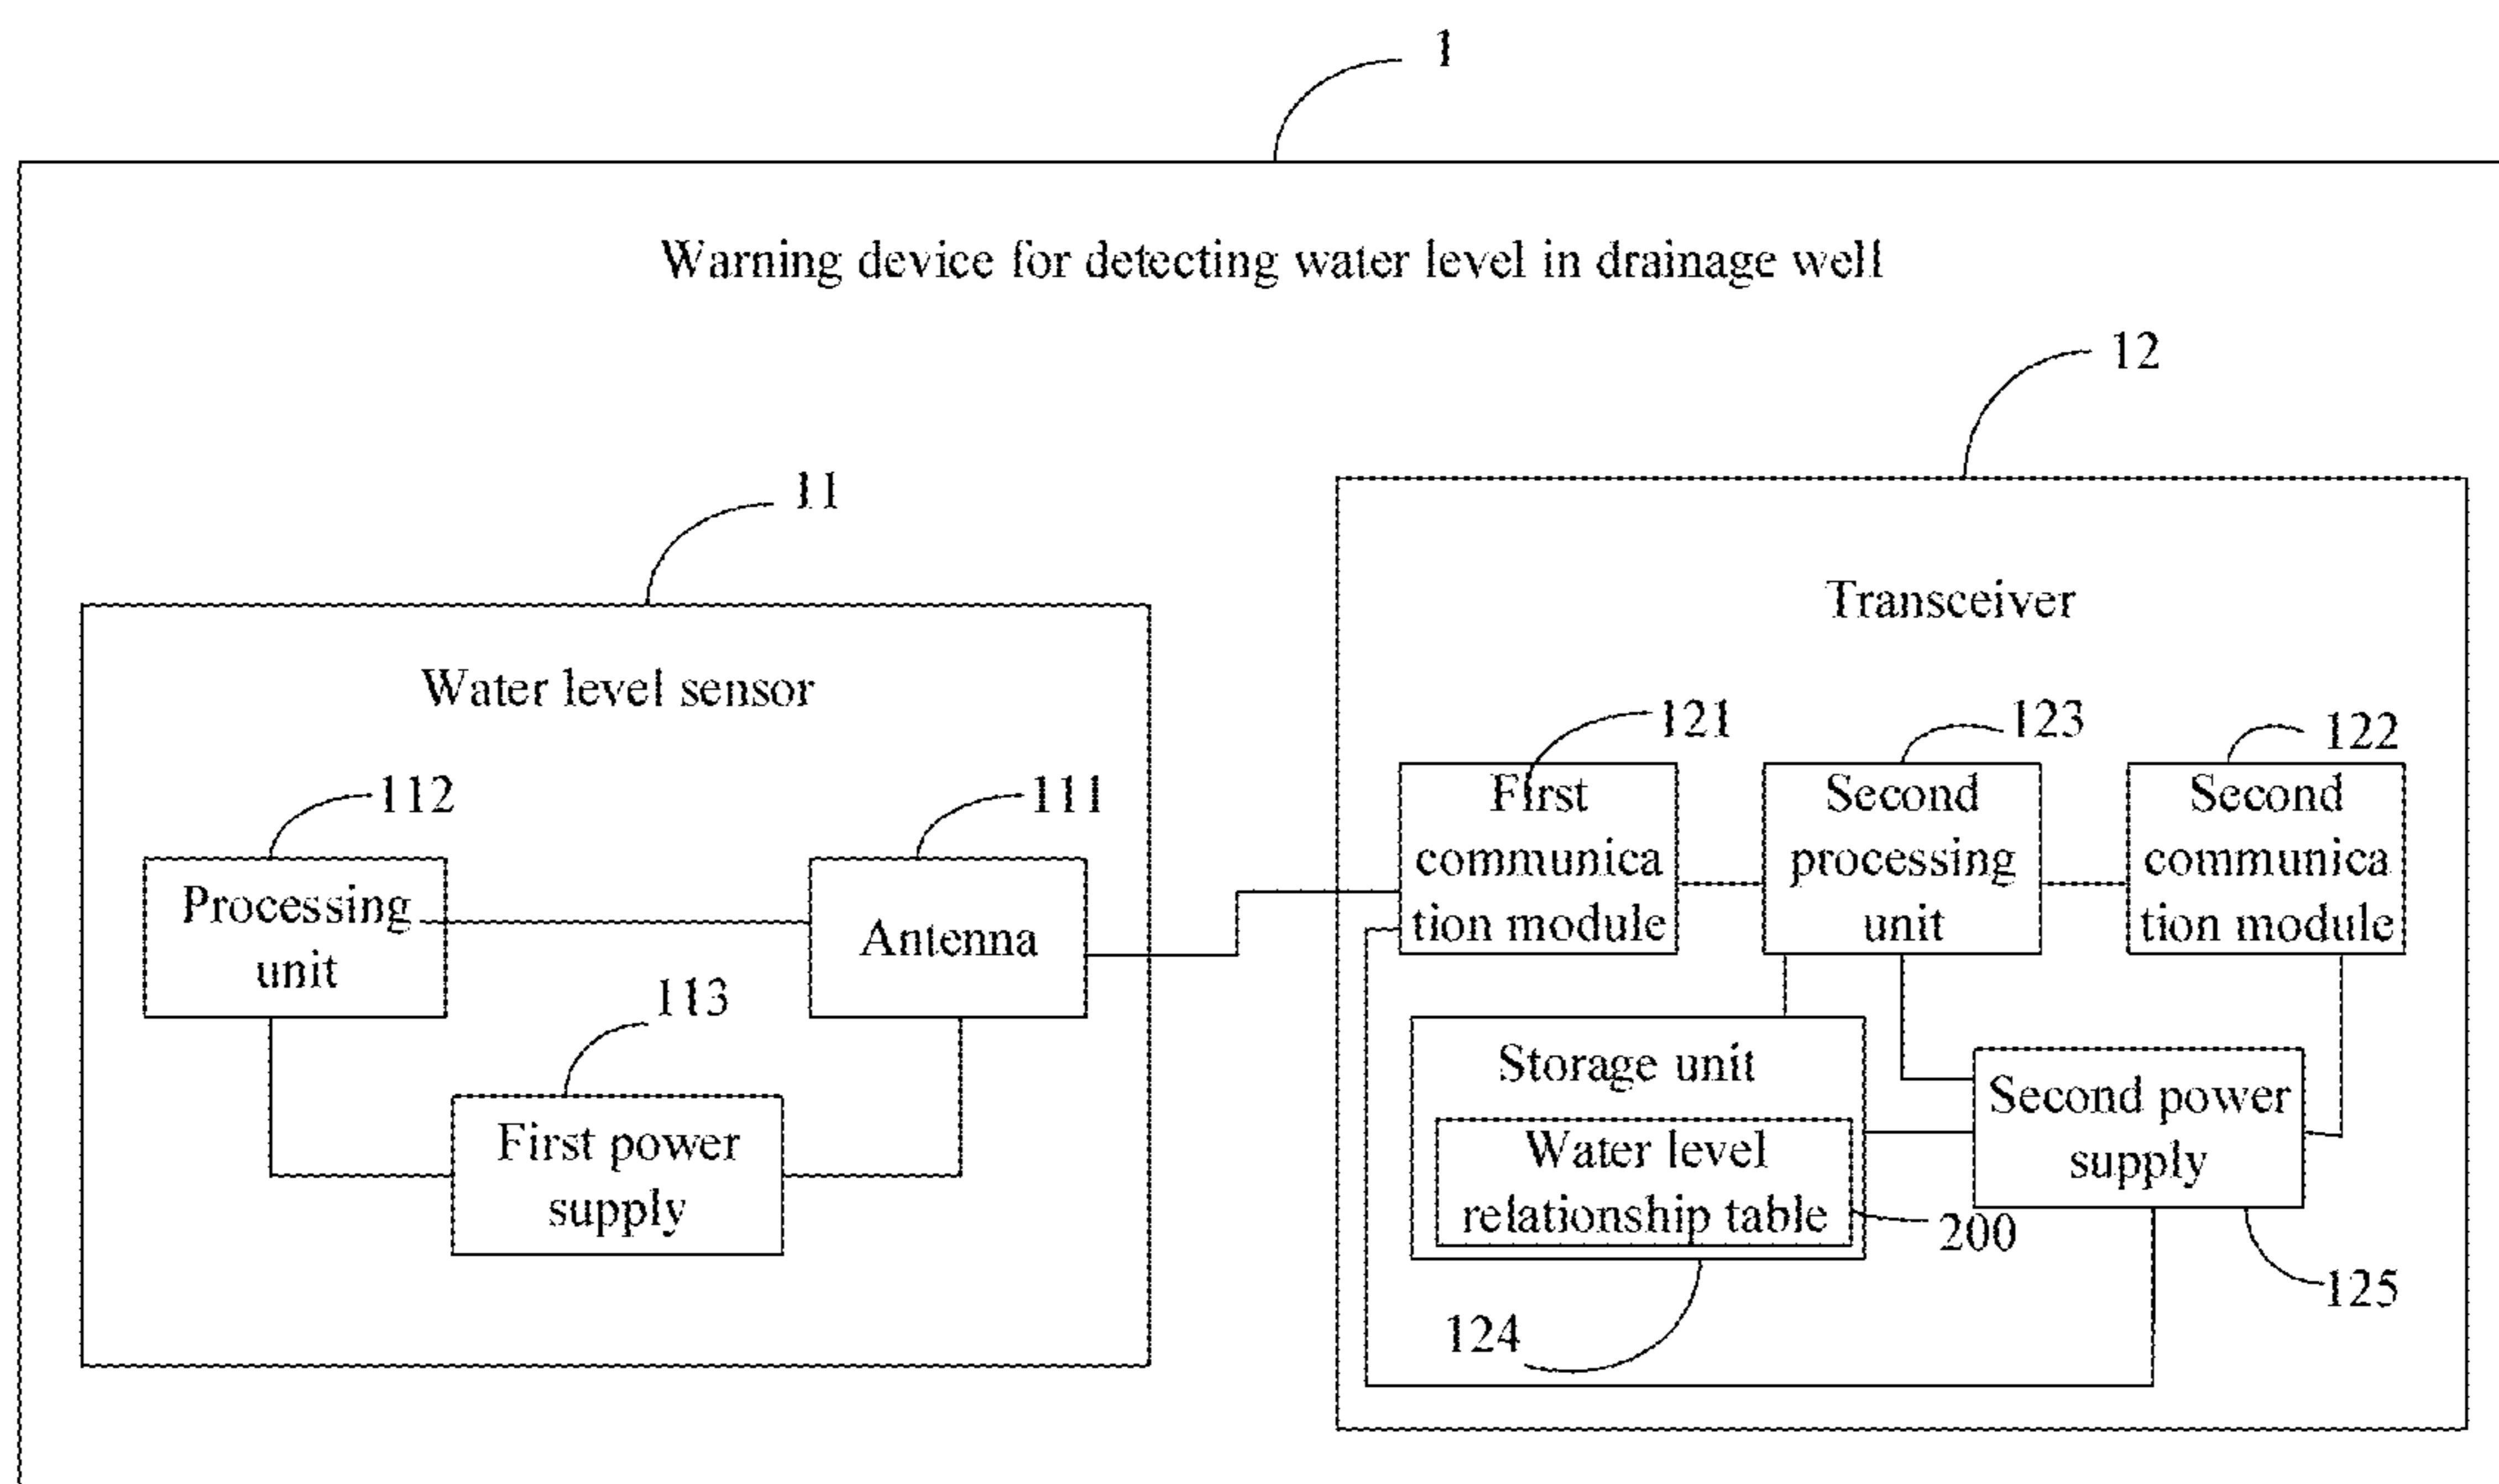 1
Warning device for detecting water level in drainage well
12
11
Transceiver
Water level sensor
121
123
122
112
111
First
communica
tion module
Second
processing
unit
Second
communica
tion module
Processing
unit
Antenna
113
Storage unit
Second power
supply
First power
supply
Water level
relationship table
200
125
124